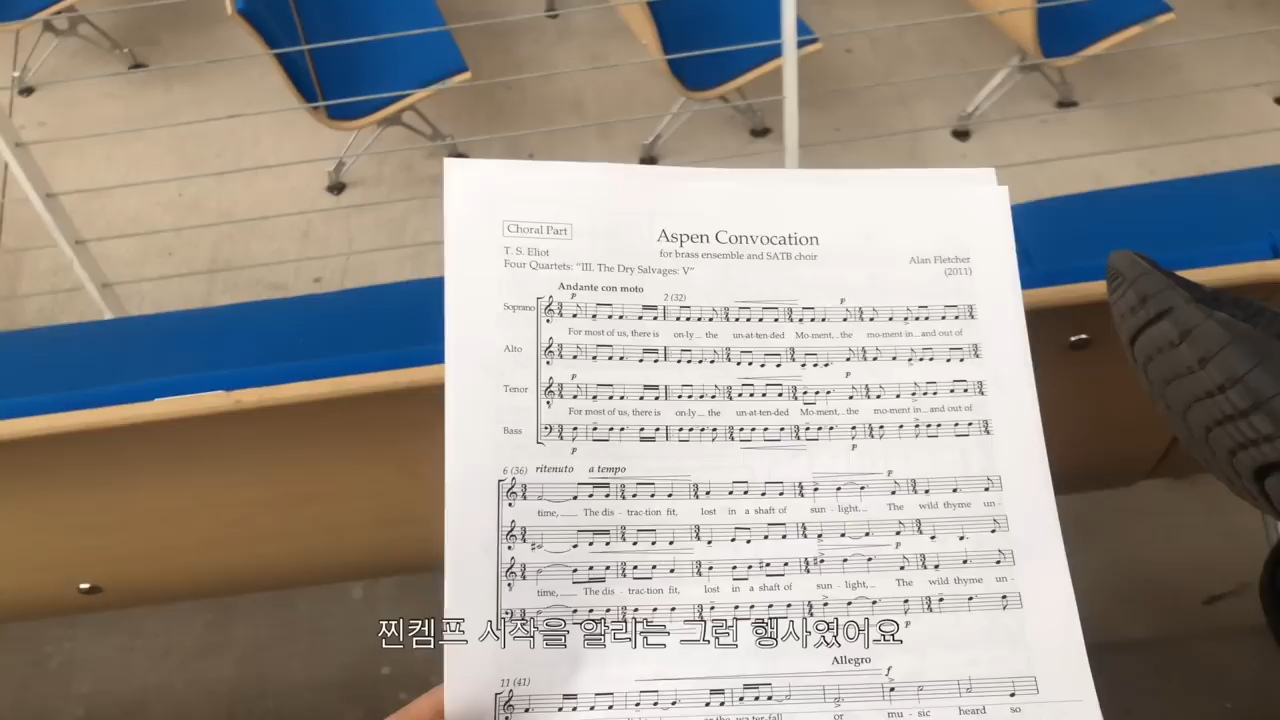 Choral Part
Aspen Convocation
for brass ensemble and SATB choir
T. S. Eliot
Four Quartets: "III. The Dry Salvages: V"
Alan Fletcher
(2011)
Andante con moto
p 2 (32) p
Soprano
For most of us, there is on-ly the un-at-ten-ded Mo-ment, the mo-ment in and out of
Alto
p p
Tenor
For most of us, there is on-ly the un-at-ten-ded Mo-ment, the mo-ment in and out of
Bass
p p
6 (36) ritenuto a tempo p
time, The dis - trac-tion fit, lost in a shaft of sun - light, The wild thyme un -
p
time, The dis - trac-tion fit, lost in a shaft of sun - light, The wild thyme un -
p
찐켐프 시작을 알리는 그런 행사였어요
Allegro
11 (41) f
or mu - sic heard so